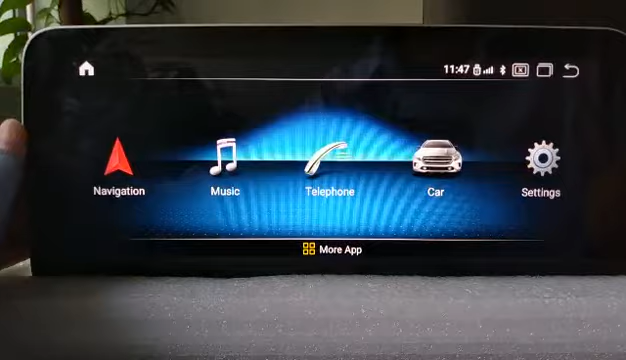 11:47
Navigation
Music
Telephone
Car
Settings
More App